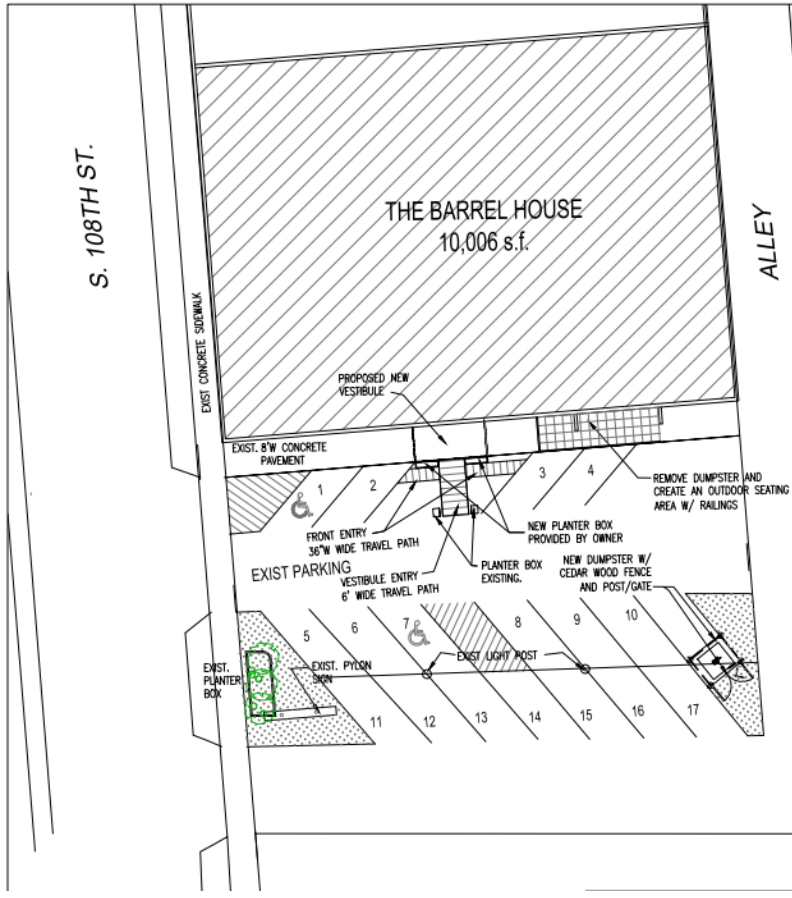 S. 108TH ST.
THE BARREL HOUSE
10,006 s.f.
ALLEY
EXIST CONCRETE SIDEWALK
PROPOSED NEW
VESTIBULE
EXIST. 8'W CONCRETE
PAVEMENT
1
2
3
4
REMOVE DUMPSTER AND
CREATE AN OUTDOOR SEATING
AREA W/ RAILINGS
FRONT ENTRY
36"W WIDE TRAVEL PATH
NEW PLANTER BOX
PROVIDED BY OWNER
EXIST PARKING
VESTIBULE ENTRY
6' WIDE TRAVEL PATH
PLANTER BOX
EXISTING.
NEW DUMPSTER W/
CEDAR WOOD FENCE
AND POST/GATE
5
6
7
8
9
10
EXIST.
PLANTER
BOX
EXIST. PYLON
SIGN
EXIST LIGHT POST
11
12
13
14
15
16
17